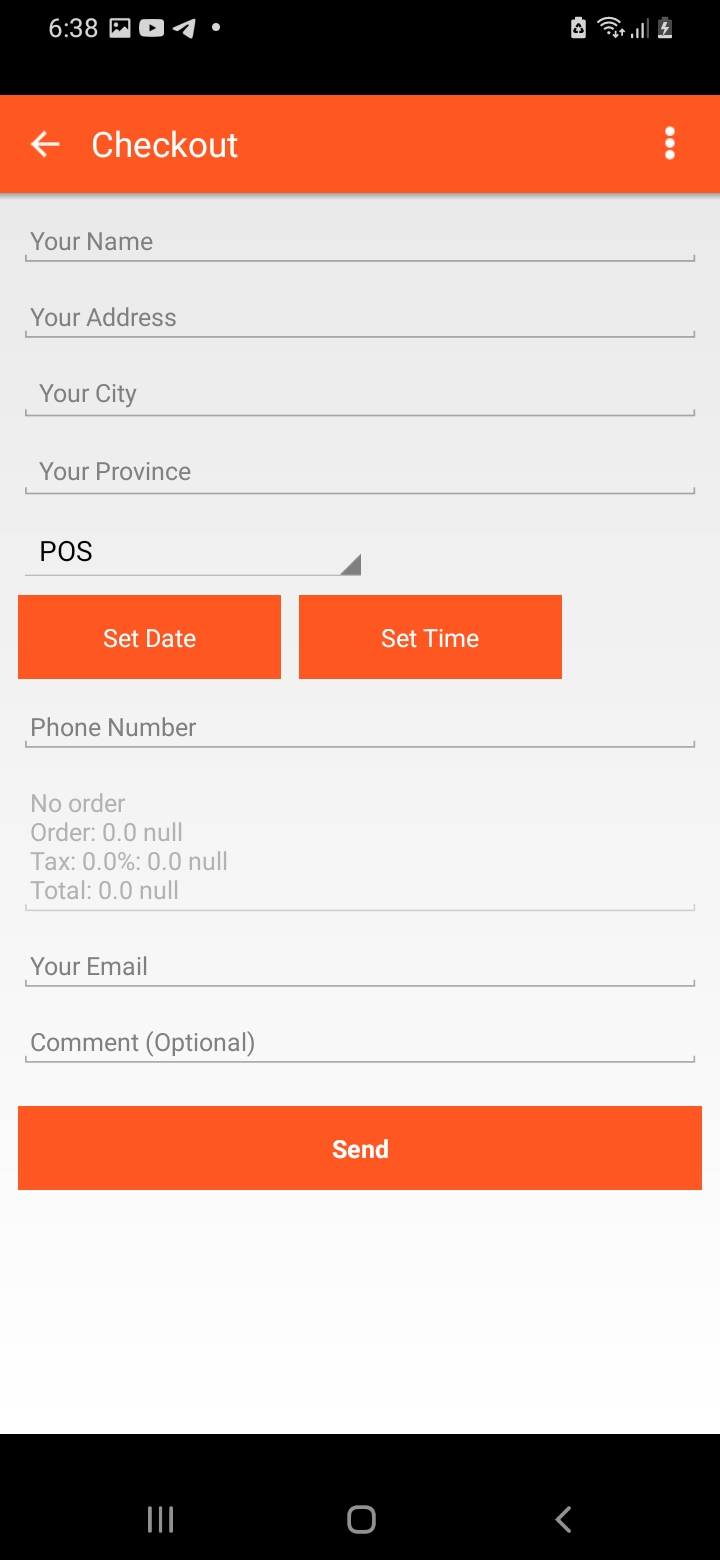 6:38
Checkout
Your Name
Your Address
Your City
Your Province
POS
Set Date Set Time
Phone Number
No order
Order: 0.0 null
Tax: 0.0%: 0.0 null
Total: 0.0 null
Your Email
Comment (Optional)
Send